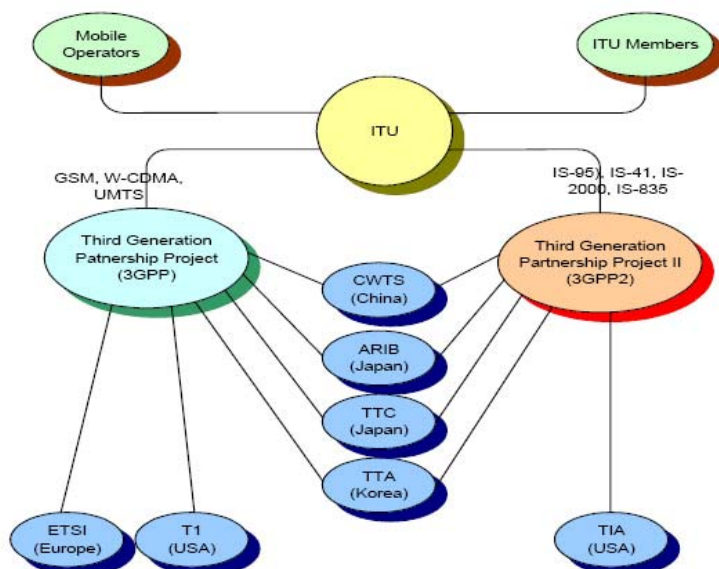 Mobile
Operators
ITU Members
ITU
GSM, W-CDMA,
UMTS
IS-95), IS-41, IS-
2000, IS-835
Third Generation
Patnership Project
(3GPP)
Third Generation
Partnership Project II
(3GPP2)
CWTS
(China)
ARIB
(Japan)
TTC
(Japan)
TTA
(Korea)
ETSI
(Europe)
T1
(USA)
TIA
(USA)